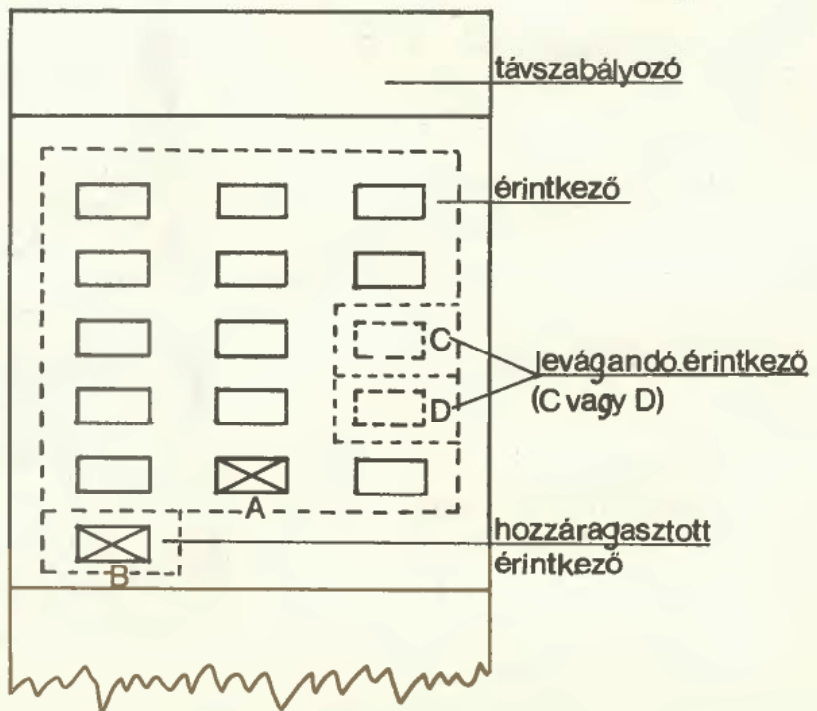 távszabályozó
érintkező
C
levágandó érintkező
D
(C vagy D)
A
hozzáragasztott
érintkező
B